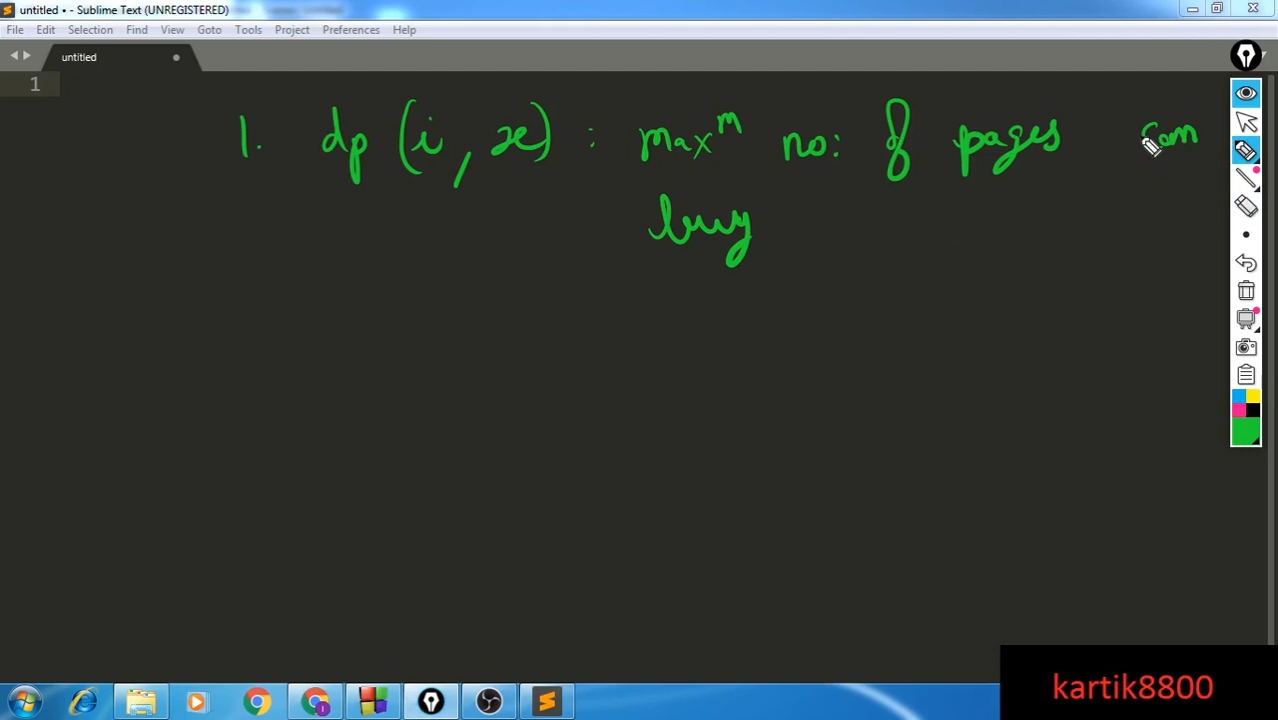 untitled • - Sublime Text (UNREGISTERED)
File Edit Selection Find View Goto Tools Project Preferences Help
untitled
1
1. dp (i, x) : maxᵐ no: of pages can
buy
kartik8800